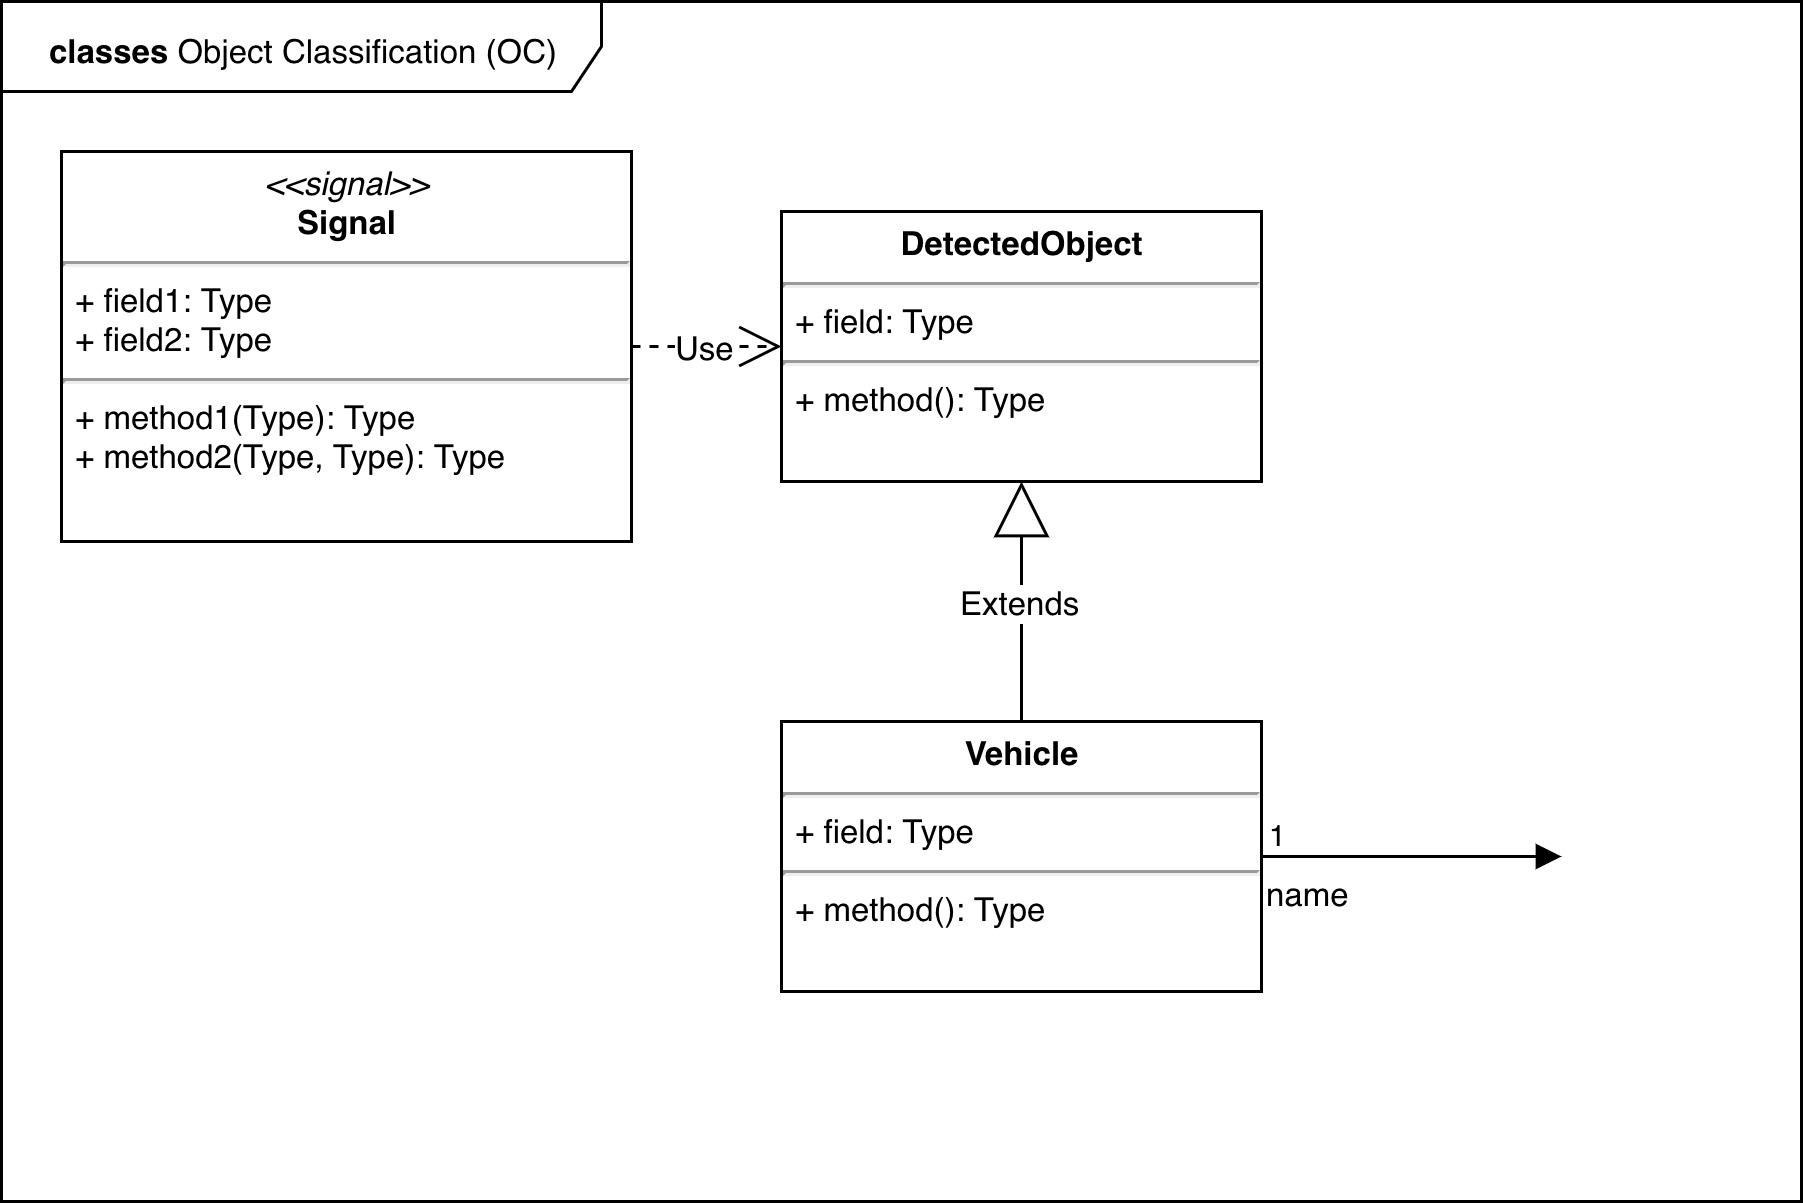 classes Object Classification (OC)
<<signal>>
Signal
+ field1: Type
+ field2: Type
+ method1(Type): Type
+ method2(Type, Type): Type
Use
DetectedObject
+ field: Type
+ method(): Type
Extends
Vehicle
+ field: Type
+ method(): Type
1
name